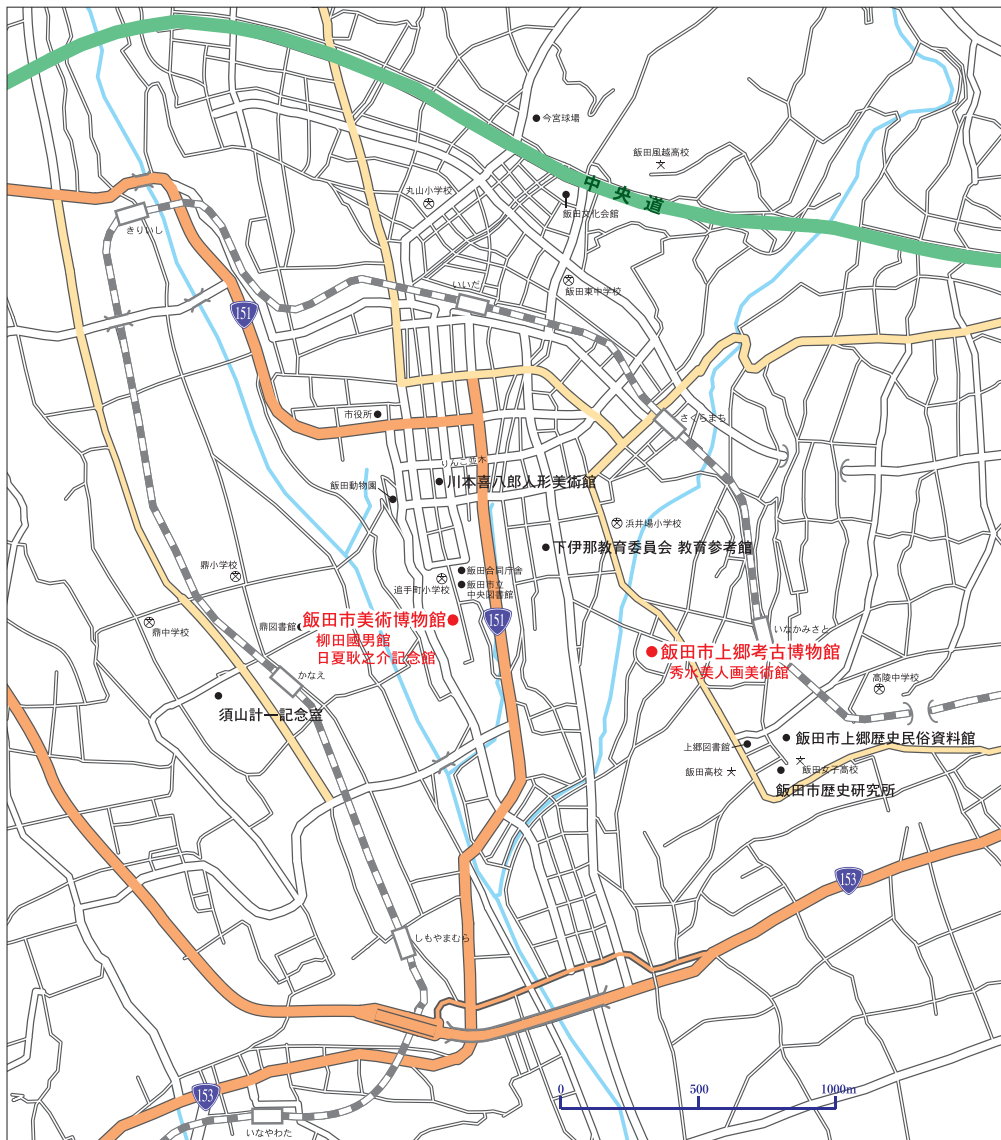 今宮球場
飯田風越高校
中央道
丸山小学校
飯田文化会館
きりいし
いいだ
飯田東中学校
151
市役所
さくらまち
りんご並木
飯田動物園
川本喜八郎人形美術館
浜井場小学校
下伊那教育委員会 教育参考館
鼎小学校
飯田合同庁舎
追手町小学校
飯田市立
中央図書館
鼎中学校
鼎図書館
飯田市美術博物館
柳田國男館
日夏耿之介記念館
151
いなかみさと
飯田市上郷考古博物館
秀水美人画美術館
高陵中学校
かなえ
須山計一記念室
上郷図書館
飯田市上郷歴史民俗資料館
飯田高校
飯田女子高校
飯田市歴史研究所
153
しもやまむら
153
いなやわた
0 500 1000m